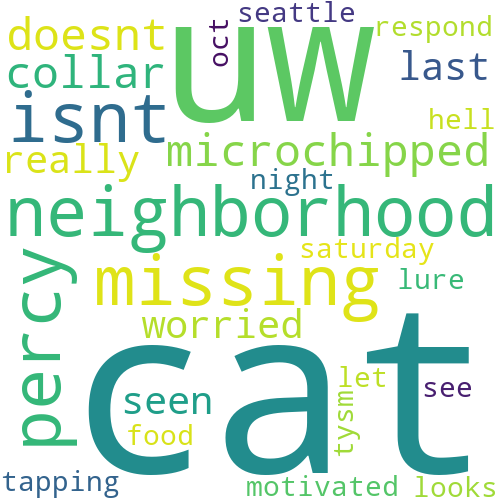 seattle
doesnt
uw
oct
respond
collar
last
isnt
hell
microchipped
really
night
neighborhood
saturday
percy
missing
lure
worried
cat
let
see
seen
tysm
food
tapping
motivated
looks